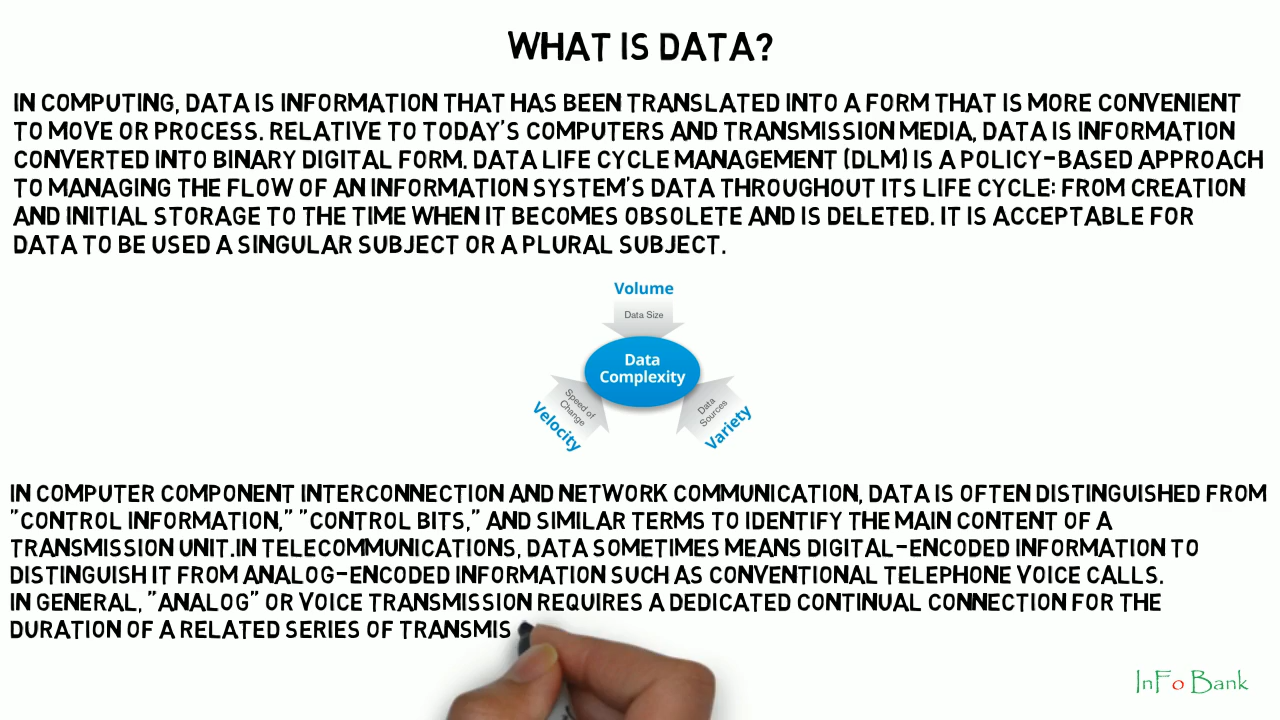 WHAT IS DATA?
IN COMPUTING, DATA IS INFORMATION THAT HAS BEEN TRANSLATED INTO A FORM THAT IS MORE CONVENIENT
TO MOVE OR PROCESS. RELATIVE TO TODAY'S COMPUTERS AND TRANSMISSION MEDIA, DATA IS INFORMATION
CONVERTED INTO BINARY DIGITAL FORM. DATA LIFE CYCLE MANAGEMENT (DLM) IS A POLICY-BASED APPROACH
TO MANAGING THE FLOW OF AN INFORMATION SYSTEM'S DATA THROUGHOUT ITS LIFE CYCLE: FROM CREATION
AND INITIAL STORAGE TO THE TIME WHEN IT BECOMES OBSOLETE AND IS DELETED. IT IS ACCEPTABLE FOR
DATA TO BE USED A SINGULAR SUBJECT OR A PLURAL SUBJECT.
Volume
Data Size
Data
Complexity
Speed of
Change
Velocity
Data
Sources
Variety
IN COMPUTER COMPONENT INTERCONNECTION AND NETWORK COMMUNICATION, DATA IS OFTEN DISTINGUISHED FROM
"CONTROL INFORMATION," "CONTROL BITS," AND SIMILAR TERMS TO IDENTIFY THE MAIN CONTENT OF A
TRANSMISSION UNIT.IN TELECOMMUNICATIONS, DATA SOMETIMES MEANS DIGITAL-ENCODED INFORMATION TO
DISTINGUISH IT FROM ANALOG-ENCODED INFORMATION SUCH AS CONVENTIONAL TELEPHONE VOICE CALLS.
IN GENERAL, "ANALOG" OR VOICE TRANSMISSION REQUIRES A DEDICATED CONTINUAL CONNECTION FOR THE
DURATION OF A RELATED SERIES OF TRANSMIS
InFo Bank